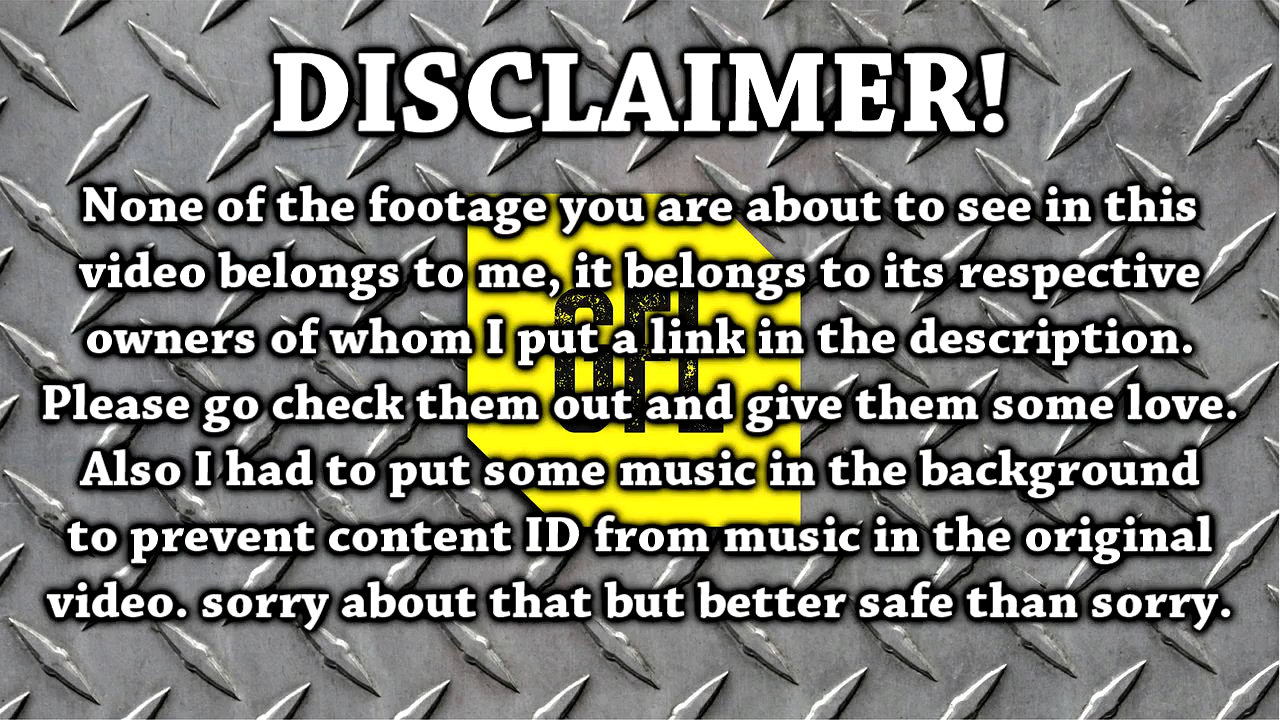 DISCLAIMER!
None of the footage you are about to see in this
video belongs to me, it belongs to its respective
owners of whom I put a link in the description.
Please go check them out and give them some love.
Also I had to put some music in the background
to prevent content ID from music in the original
video. sorry about that but better safe than sorry.
GFL